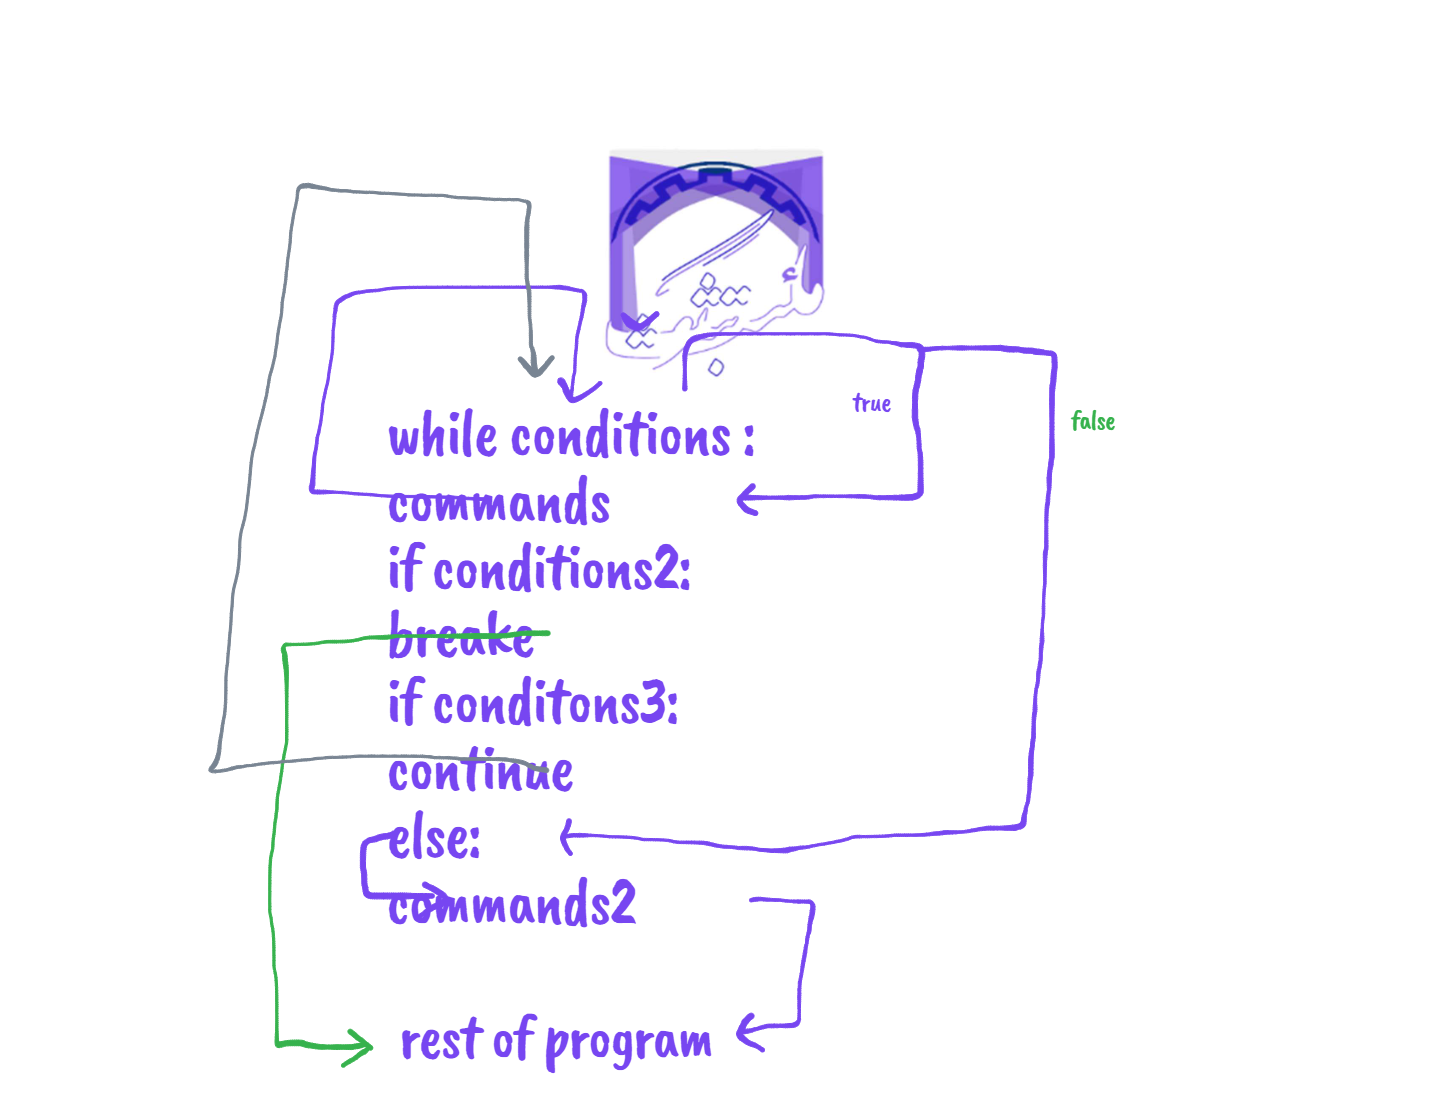 while conditions :
true
false
commands
if conditions2:
breake
if conditons3:
continue
else:
commands2
rest of program